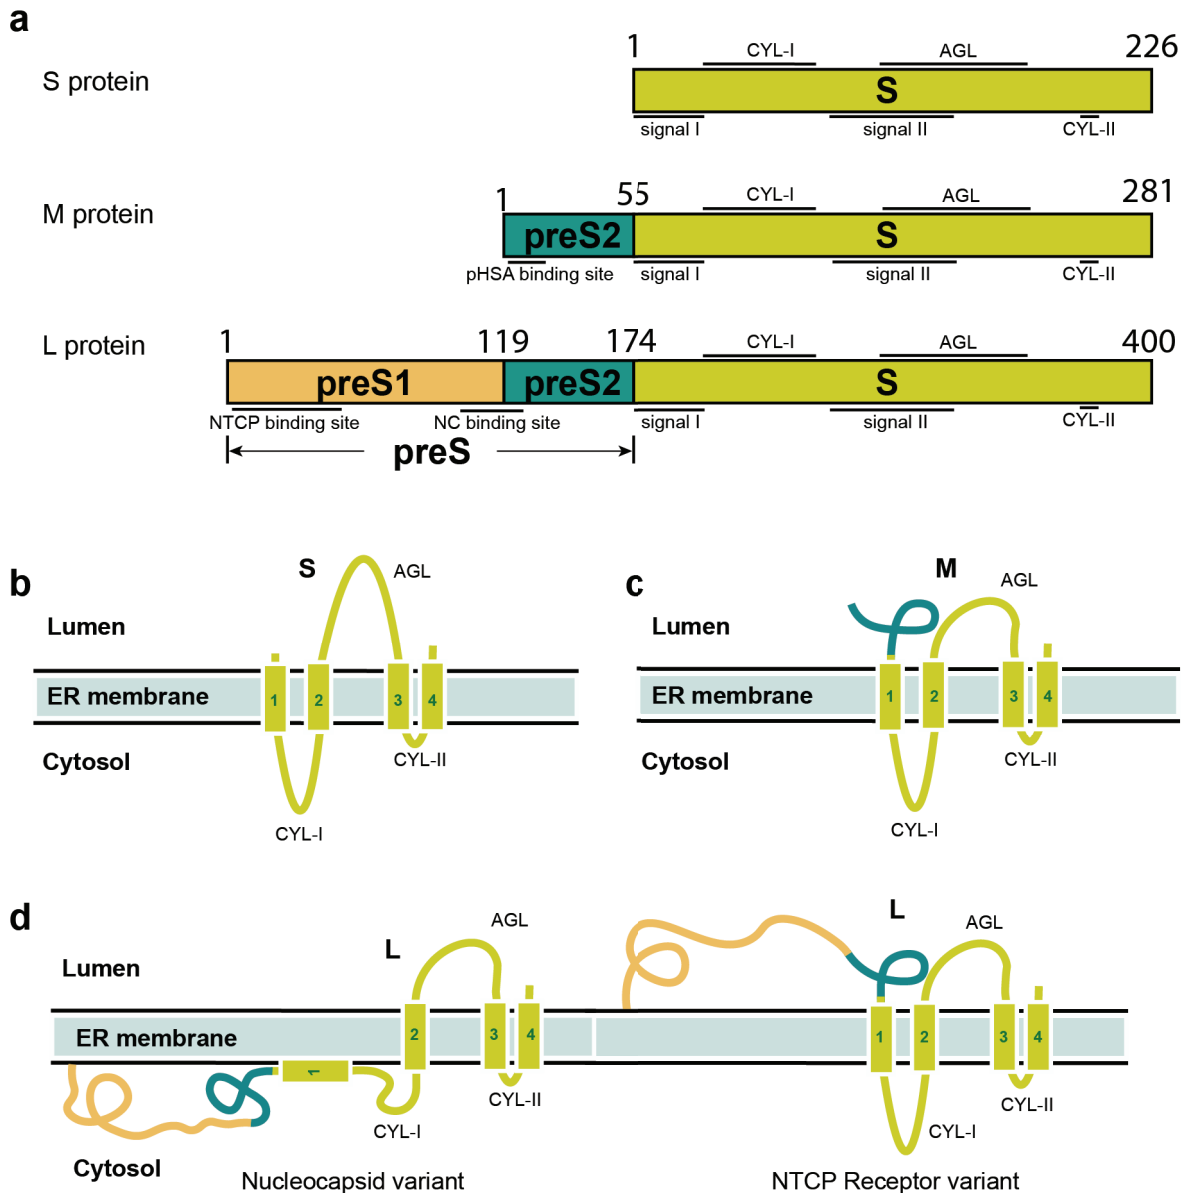 a
S protein
1 CYL-I AGL 226
S
signal I signal II CYL-II
M protein
1 55 CYL-I AGL 281
preS2 S
pHSA binding site signal I signal II CYL-II
L protein
1 119 174 CYL-I AGL 400
preS1 preS2 S
NTCP binding site NC binding site signal I signal II CYL-II
preS
b
S AGL
Lumen
ER membrane 1 2 3 4
Cytosol
CYL-II
CYL-I
c
M AGL
Lumen
ER membrane 1 2 3 4
Cytosol
CYL-II
CYL-I
d
L AGL
Lumen
ER membrane 2 3 4
1
CYL-II
CYL-I
Cytosol
Nucleocapsid variant
L AGL
1 2 3 4
CYL-II
CYL-I
NTCP Receptor variant